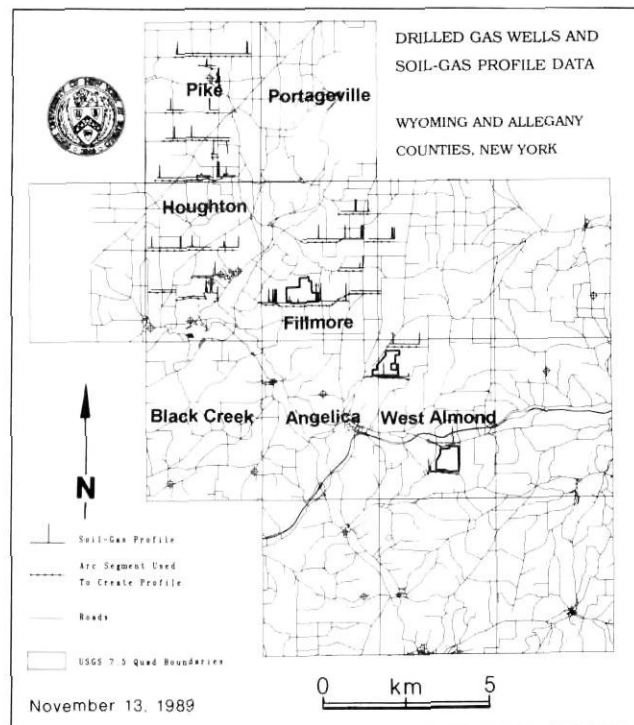 DRILLED GAS WELLS AND
SOIL-GAS PROFILE DATA
WYOMING AND ALLEGANY
COUNTIES, NEW YORK
Pike
Portageville
Houghton
Fillmore
Black Creek
Angelica
West Almond
N
Soil-Gas Profile
Arc Segment Used
To Create Profile
Roads
USGS 7.5 Quad Boundaries
November 13, 1989
0 km 5